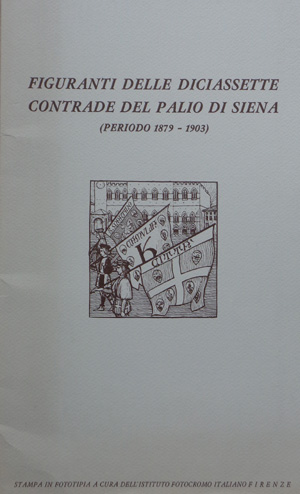 FIGURANTI DELLE DICIASSETTE
CONTRADE DEL PALIO DI SIENA
(PERIODO 1879 - 1903)
K
STAMPA IN FOTOTIPIA A CURA DELL'ISTITUTO FOTOCROMO ITALIANO FIRENZE